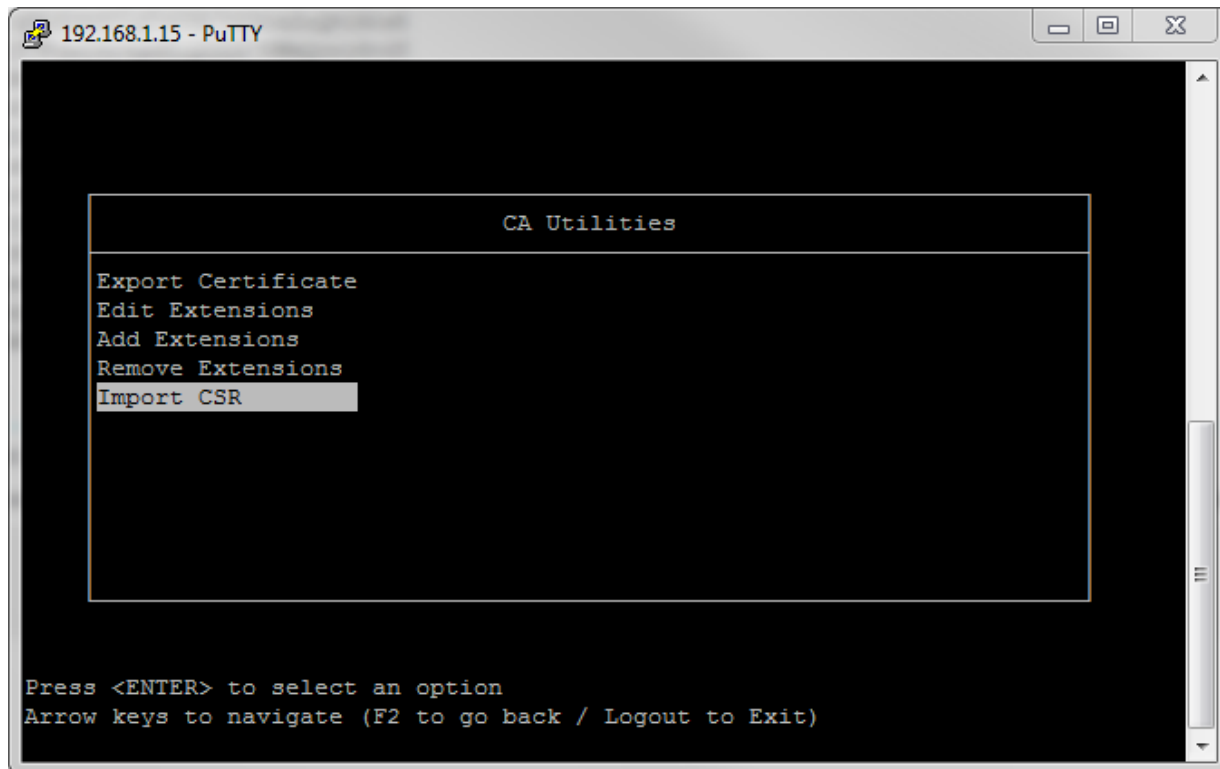 192.168.1.15 - PuTTY
CA Utilities
Export Certificate
Edit Extensions
Add Extensions
Remove Extensions
Import CSR
Press <ENTER> to select an option
Arrow keys to navigate (F2 to go back / Logout to Exit)